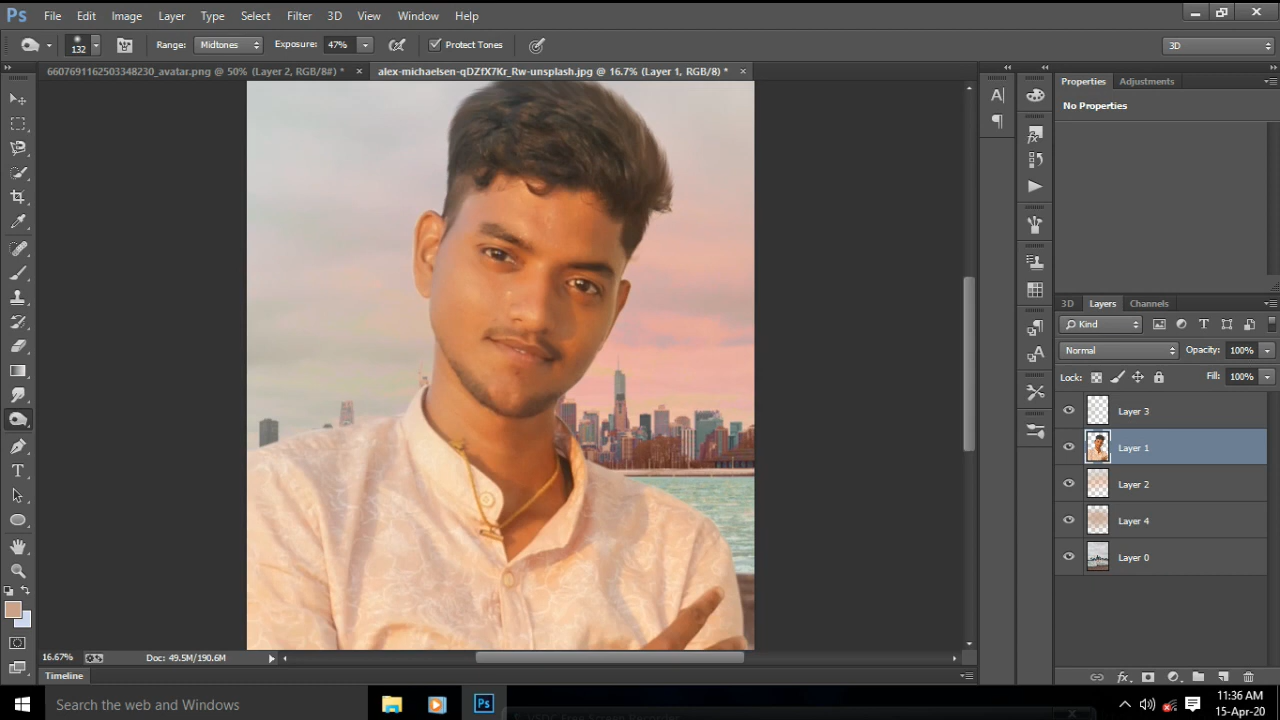 Ps File Edit Image Layer Type Select Filter 3D View Window Help
132 Range: Midtones Exposure: 47% Protect Tones 3D
6607691162503348230_avatar.png @ 50% (Layer 2, RGB/8#) * × alex-michaelsen-qDZfX7Kr_Rw-unsplash.jpg @ 16.7% (Layer 1, RGB/8) * ×
Properties Adjustments
No Properties
3D Layers Channels
Kind
Normal Opacity: 100%
Lock: Fill: 100%
Layer 3
Layer 1
Layer 2
Layer 4
Layer 0
16.67% Doc: 49.5M/190.6M
Timeline
Search the web and Windows
Ps
11:36 AM
15-Apr-20